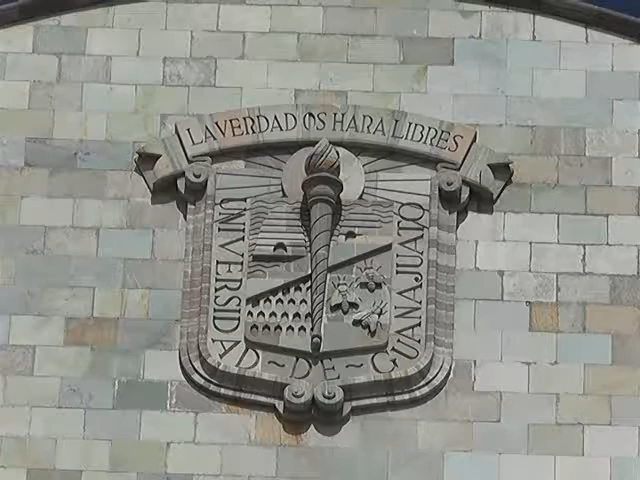 LA VERDAD OS HARA LIBRES
UNIVERSIDAD ~ DE ~ GUANAJUATO